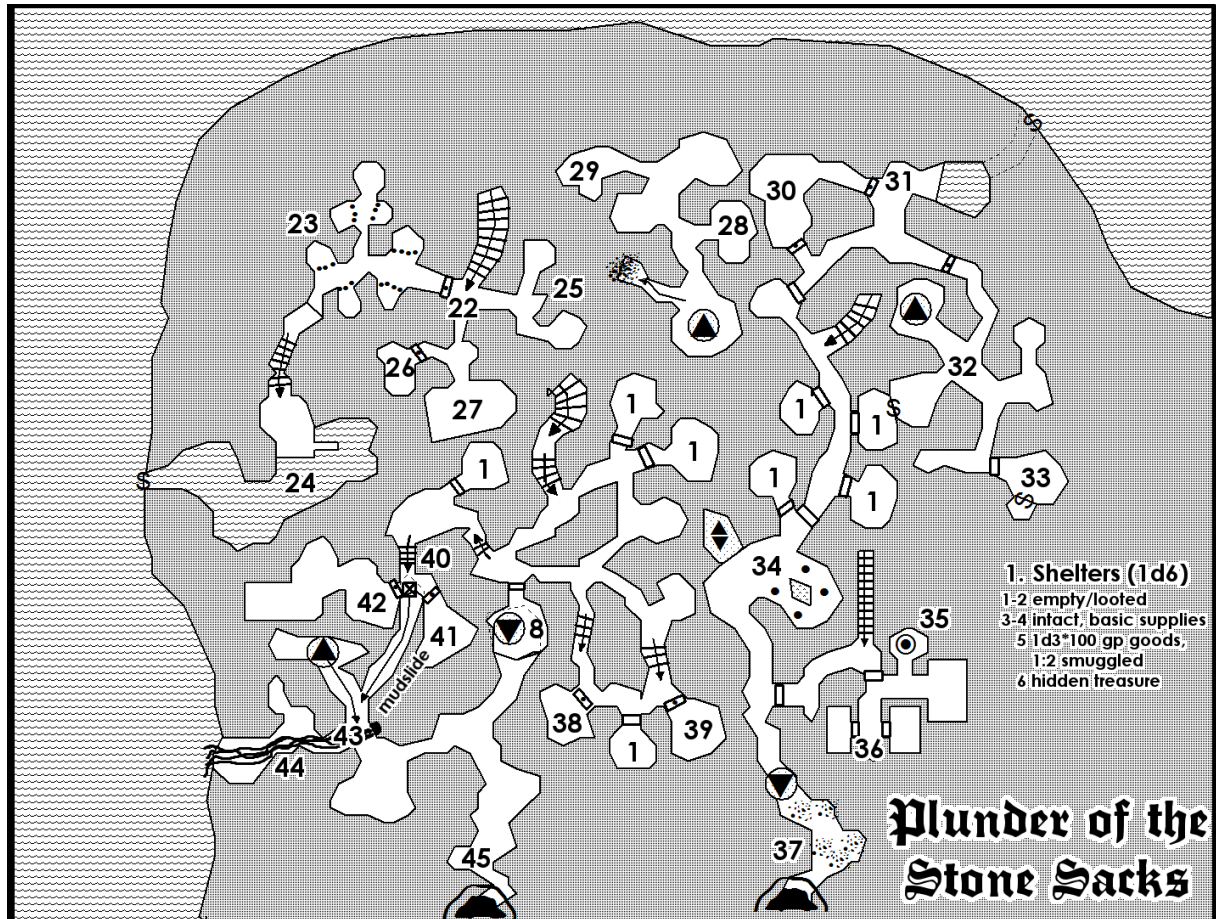 S
29
30
31
23
28
25
22
26
32
27
1
1
1
S
1
1
1
1
1
24
S
33
S
40
34
1. Shelters (1d6)
1-2 empty/looted
3-4 intact, basic supplies
5 1d3*100 gp goods,
1:2 smuggled
6 hidden treasure
42
41
8
35
mudslide
38
39
43
1
36
44
37
45
Plunder of the
Stone Sacks